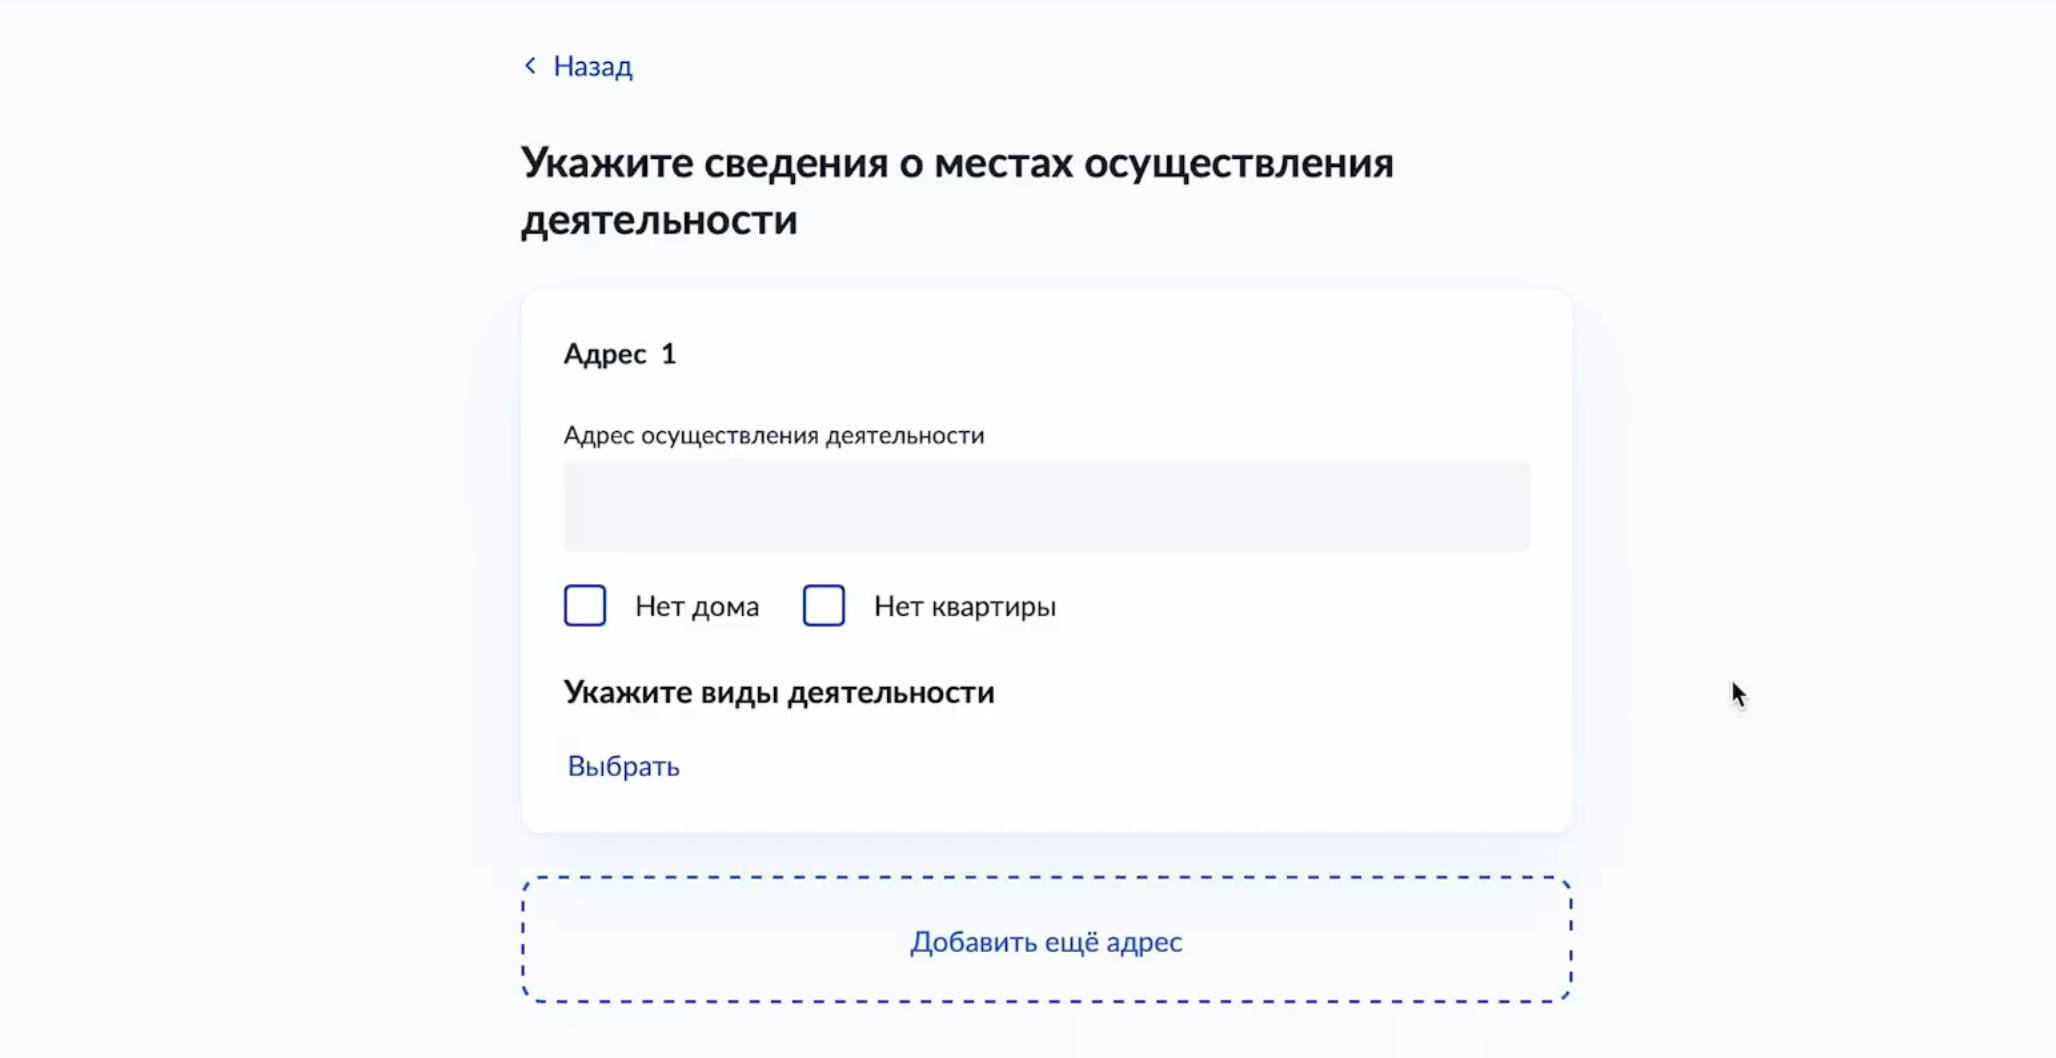 Назад
Укажите сведения о местах осуществления
деятельности
Адрес 1
Адрес осуществления деятельности
Нет дома Нет квартиры
Укажите виды деятельности
Выбрать
Добавить ещё адрес